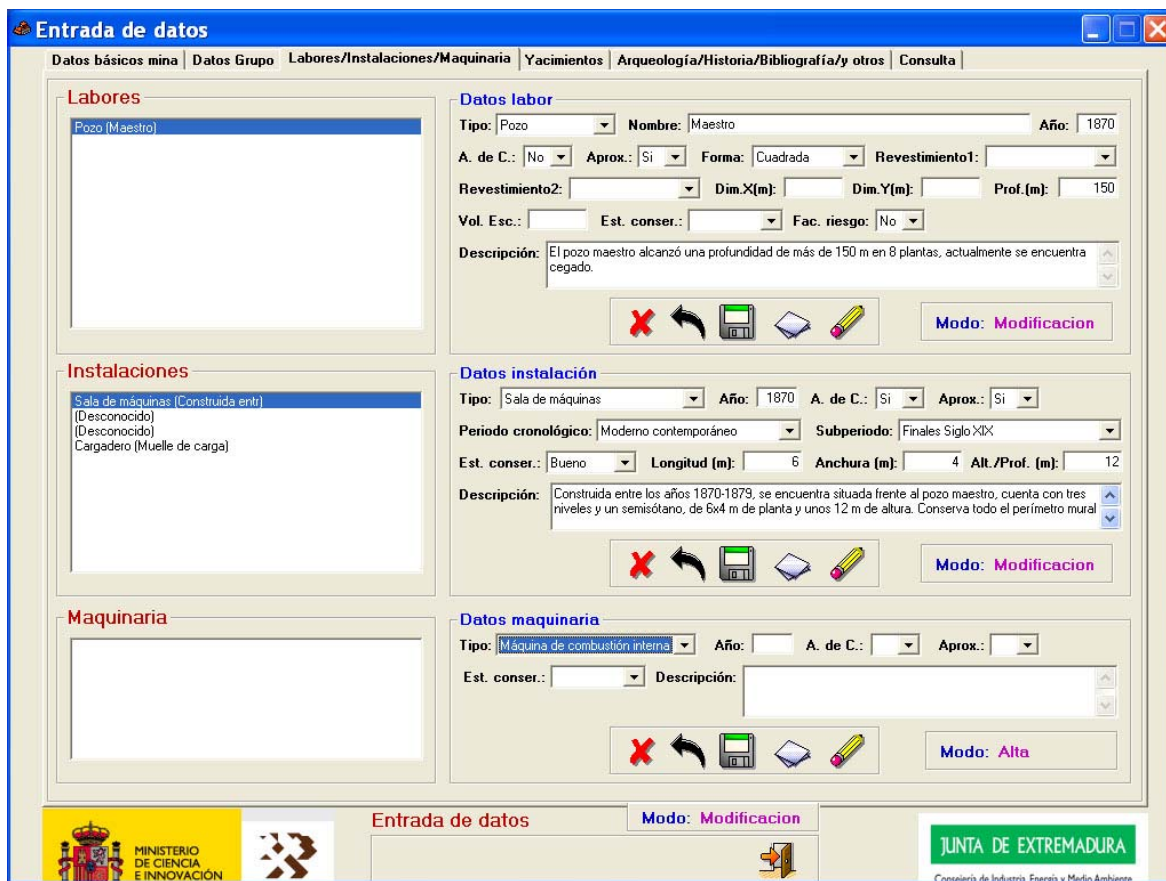 Entrada de datos
Datos básicos mina Datos Grupo Labores/Instalaciones/Maquinaria Yacimientos Arqueología/Historia/Bibliografía/y otros Consulta
Labores
Pozo (Maestro)
Datos labor
Tipo: Pozo Nombre: Maestro Año: 1870
A. de C.: No Aprox.: Si Forma: Cuadrada Revestimiento1:
Revestimiento2: Dim.X(m): Dim.Y(m): Prof.(m): 150
Vol. Esc.: Est. conser.: Fac. riesgo: No
Descripción: El pozo maestro alcanzó una profundidad de más de 150 m en 8 plantas, actualmente se encuentra
cegado.
Modo: Modificacion
Instalaciones
Sala de máquinas (Construida entr)
(Desconocido)
(Desconocido)
Cargadero (Muelle de carga)
Datos instalación
Tipo: Sala de máquinas Año: 1870 A. de C.: Si Aprox.: Si
Periodo cronológico: Moderno contemporáneo Subperiodo: Finales Siglo XIX
Est. conser.: Bueno Longitud (m): 6 Anchura (m): 4 Alt./Prof. (m): 12
Descripción: Construida entre los años 1870-1879, se encuentra situada frente al pozo maestro, cuenta con tres
niveles y un semisótano, de 6x4 m de planta y unos 12 m de altura. Conserva todo el perímetro mural
Modo: Modificacion
Maquinaria
Datos maquinaria
Tipo: Máquina de combustión interna Año: A. de C.: Aprox.:
Est. conser.: Descripción:
Modo: Alta
Entrada de datos
Modo: Modificacion
MINISTERIO
DE CIENCIA
E INNOVACIÓN
JUNTA DE EXTREMADURA
Consejería de Industria, Energía y Medio Ambiente